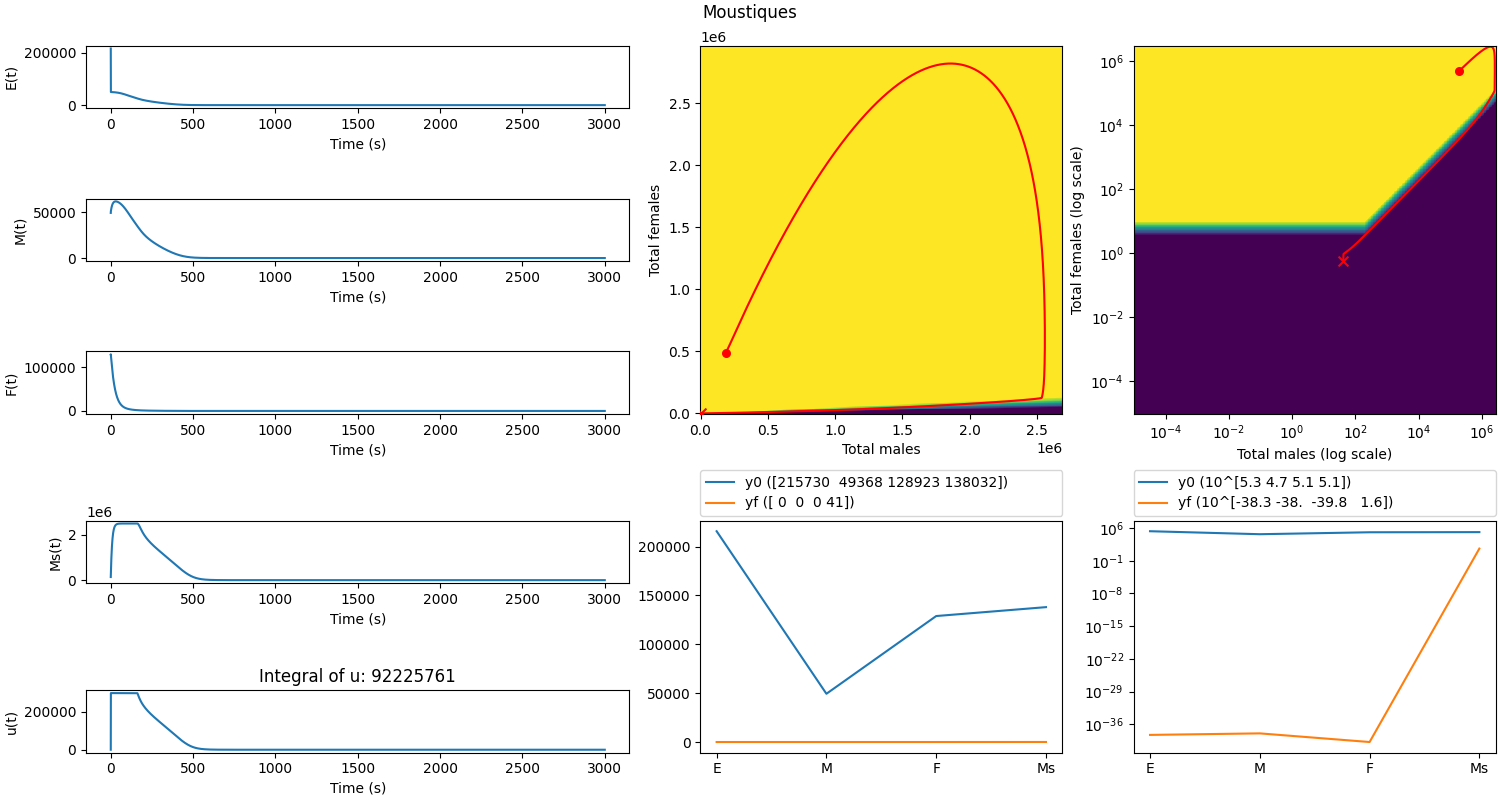 Moustiques
200000
0
E(t)
0 500 1000 1500 2000 2500 3000
Time (s)
50000
0
M(t)
0 500 1000 1500 2000 2500 3000
Time (s)
100000
0
F(t)
0 500 1000 1500 2000 2500 3000
Time (s)
1e6
2
0
Ms(t)
0 500 1000 1500 2000 2500 3000
Time (s)
Integral of u: 92225761
200000
0
u(t)
0 500 1000 1500 2000 2500 3000
Time (s)
1e6
2.5
2.0
1.5
1.0
0.5
0.0
Total females
0.0 0.5 1.0 1.5 2.0 2.5
1e6
Total males
10^6
10^4
10^2
10^0
10^-2
10^-4
Total females (log scale)
10^-4 10^-2 10^0 10^2 10^4 10^6
Total males (log scale)
y0 ([215730 49368 128923 138032])
yf ([ 0 0 0 41])
200000
150000
100000
50000
0
E M F Ms
y0 (10^[5.3 4.7 5.1 5.1])
yf (10^[-38.3 -38. -39.8 1.6])
10^6
10^-1
10^-8
10^-15
10^-22
10^-29
10^-36
E M F Ms